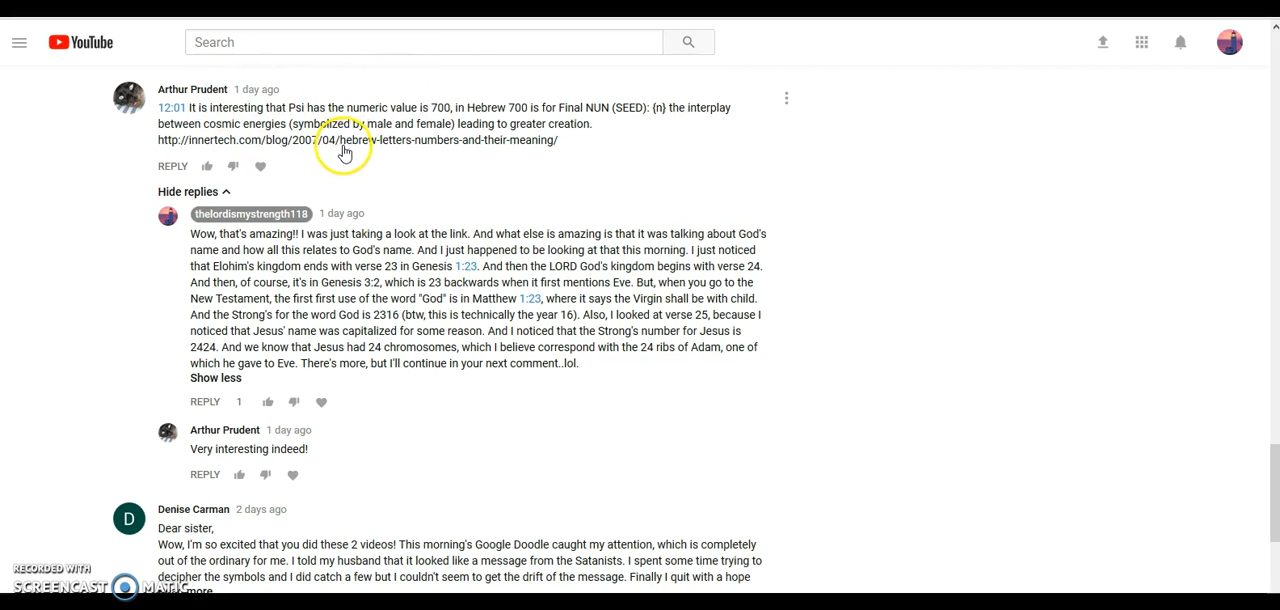 YouTube
Search
Arthur Prudent 1 day ago
12:01 It is interesting that Psi has the numeric value is 700, in Hebrew 700 is for Final NUN (SEED): {n} the interplay
between cosmic energies (symbolized by male and female) leading to greater creation.
http://innertech.com/blog/2007/04/hebrew-letters-numbers-and-their-meaning/
REPLY
Hide replies
thelordismystrength118 1 day ago
Wow, that's amazing!! I was just taking a look at the link. And what else is amazing is that it was talking about God's
name and how all this relates to God's name. And I just happened to be looking at that this morning. I just noticed
that Elohim's kingdom ends with verse 23 in Genesis 1:23. And then the LORD God's kingdom begins with verse 24.
And then, of course, it's in Genesis 3:2, which is 23 backwards when it first mentions Eve. But, when you go to the
New Testament, the first first use of the word "God" is in Matthew 1:23, where it says the Virgin shall be with child.
And the Strong's for the word God is 2316 (btw, this is technically the year 16). Also, I looked at verse 25, because I
noticed that Jesus' name was capitalized for some reason. And I noticed that the Strong's number for Jesus is
2424. And we know that Jesus had 24 chromosomes, which I believe correspond with the 24 ribs of Adam, one of
which he gave to Eve. There's more, but I'll continue in your next comment..lol.
Show less
REPLY 1
Arthur Prudent 1 day ago
Very interesting indeed!
REPLY
D
Denise Carman 2 days ago
Dear sister,
Wow, I'm so excited that you did these 2 videos! This morning's Google Doodle caught my attention, which is completely
out of the ordinary for me. I told my husband that it looked like a message from the Satanists. I spent some time trying to
decipher the symbols and I did catch a few but I couldn't seem to get the drift of the message. Finally I quit with a hope
more
RECORDED WITH
SCREENCAST MATIC